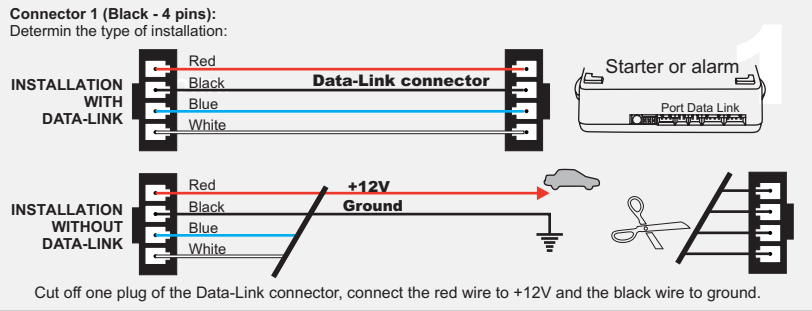 Connector 1 (Black - 4 pins):
Determin the type of installation:
1
Red
Black
Data-Link connector
Blue
White
INSTALLATION
WITH
DATA-LINK
Starter or alarm
Port Data Link
Red
+12V
Black
Ground
Blue
White
INSTALLATION
WITHOUT
DATA-LINK
Cut off one plug of the Data-Link connector, connect the red wire to +12V and the black wire to ground.